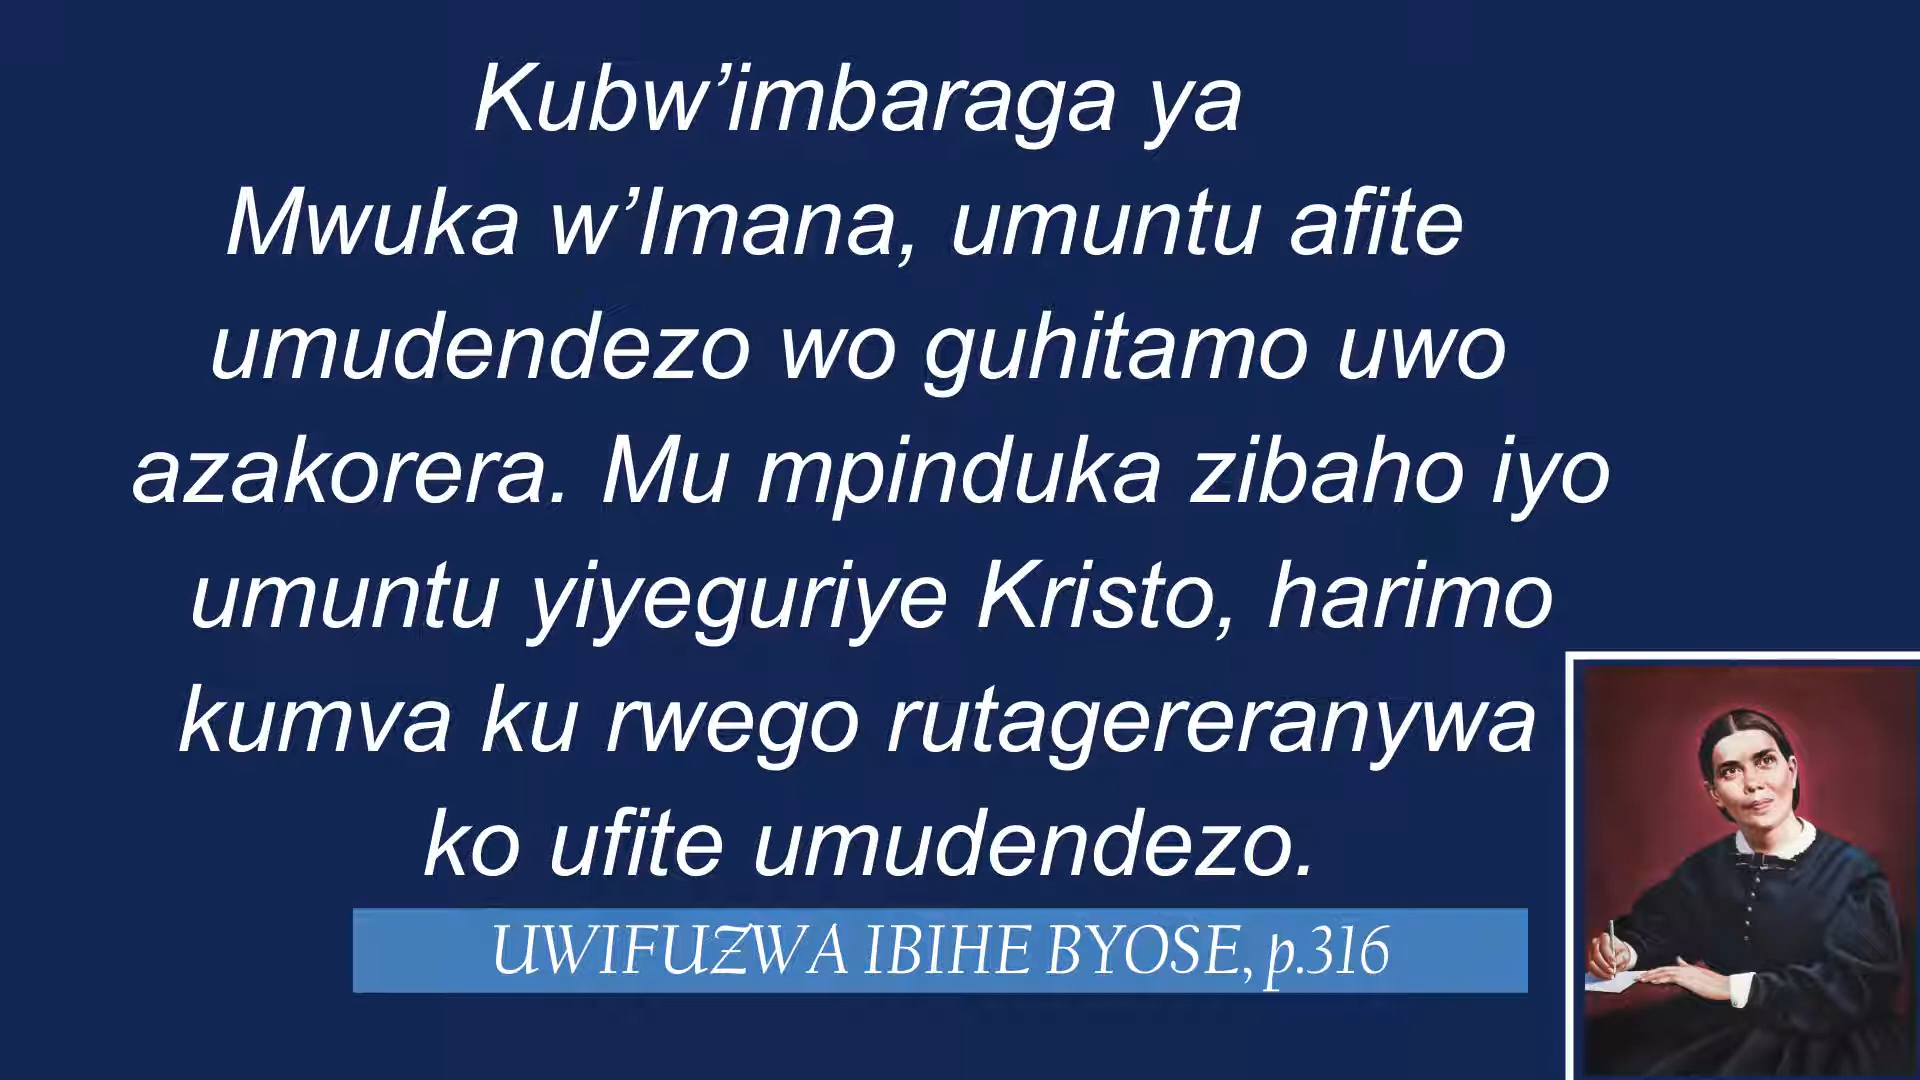 Kubw’imbaraga ya
Mwuka w’Imana, umuntu afite
umudendezo wo guhitamo uwo
azakorera. Mu mpinduka zibaho iyo
umuntu yiyeguriye Kristo, harimo
kumva ku rwego rutagereranywa
ko ufite umudendezo.
UWIFUZWA IBIHE BYOSE, p.316